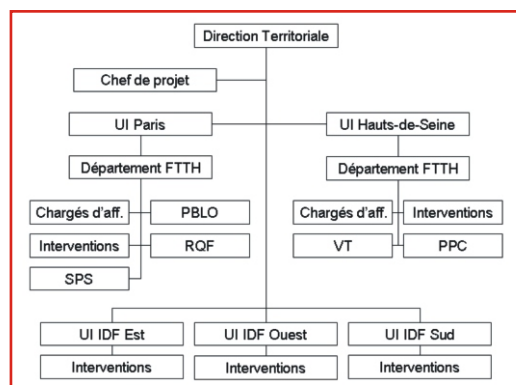 Direction Territoriale
Chef de projet
UI Paris
UI Hauts-de-Seine
Département FTTH
Département FTTH
Chargés d'aff.
PBLO
Chargés d'aff.
Interventions
Interventions
RQF
VT
PPC
SPS
UI IDF Est
UI IDF Ouest
UI IDF Sud
Interventions
Interventions
Interventions